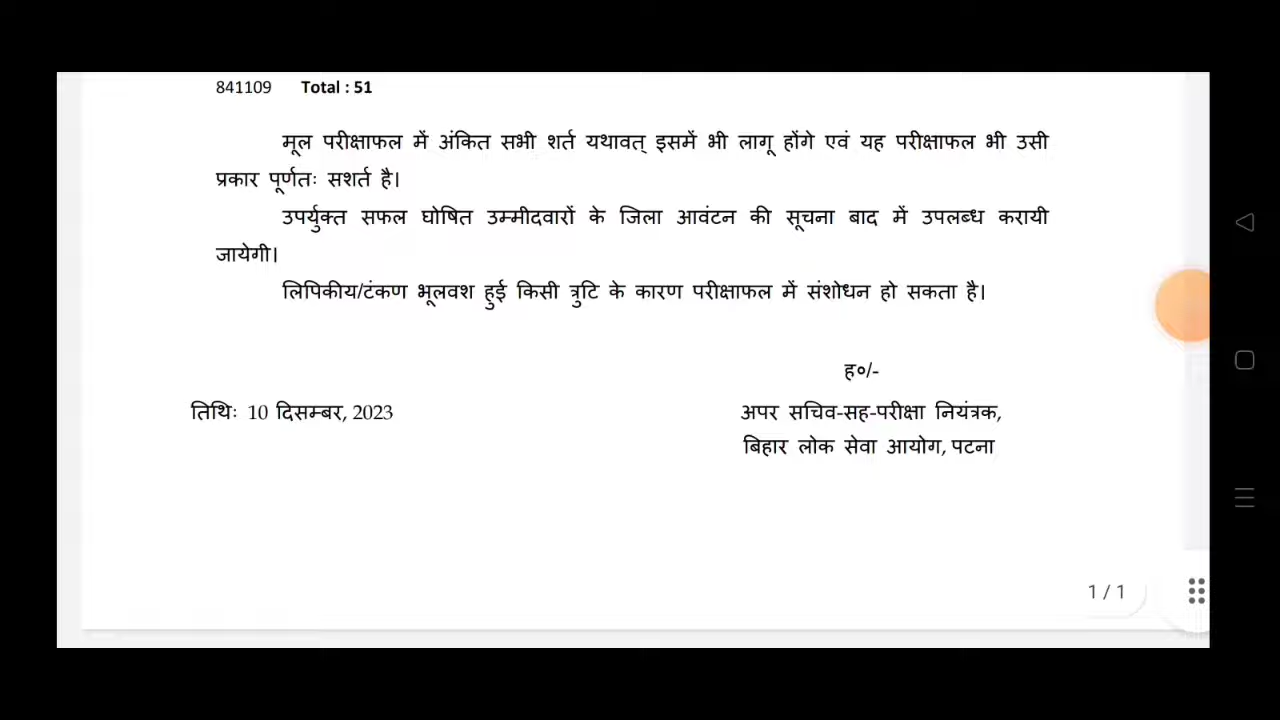 841109 Total : 51
मूल परीक्षाफल में अंकित सभी शर्त यथावत् इसमें भी लागू होंगे एवं यह परीक्षाफल भी उसी
प्रकार पूर्णतः सशर्त है।
उपर्युक्त सफल घोषित उम्मीदवारों के जिला आवंटन की सूचना बाद में उपलब्ध करायी
जायेगी।
लिपिकीय/टंकण भूलवश हुई किसी त्रुटि के कारण परीक्षाफल में संशोधन हो सकता है।
ह०/-
तिथिः 10 दिसम्बर, 2023
अपर सचिव-सह-परीक्षा नियंत्रक,
बिहार लोक सेवा आयोग, पटना
1 / 1